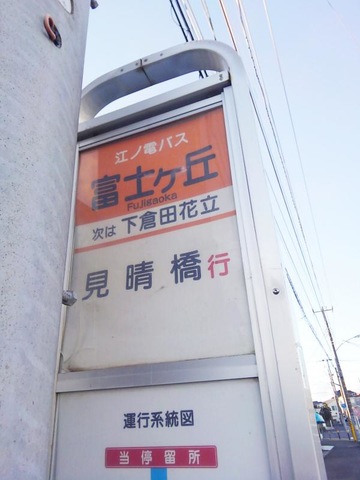 江ノ電バス
富士ヶ丘
Fujigaoka
次は 下倉田花立
見晴橋行
運行系統図
当停留所